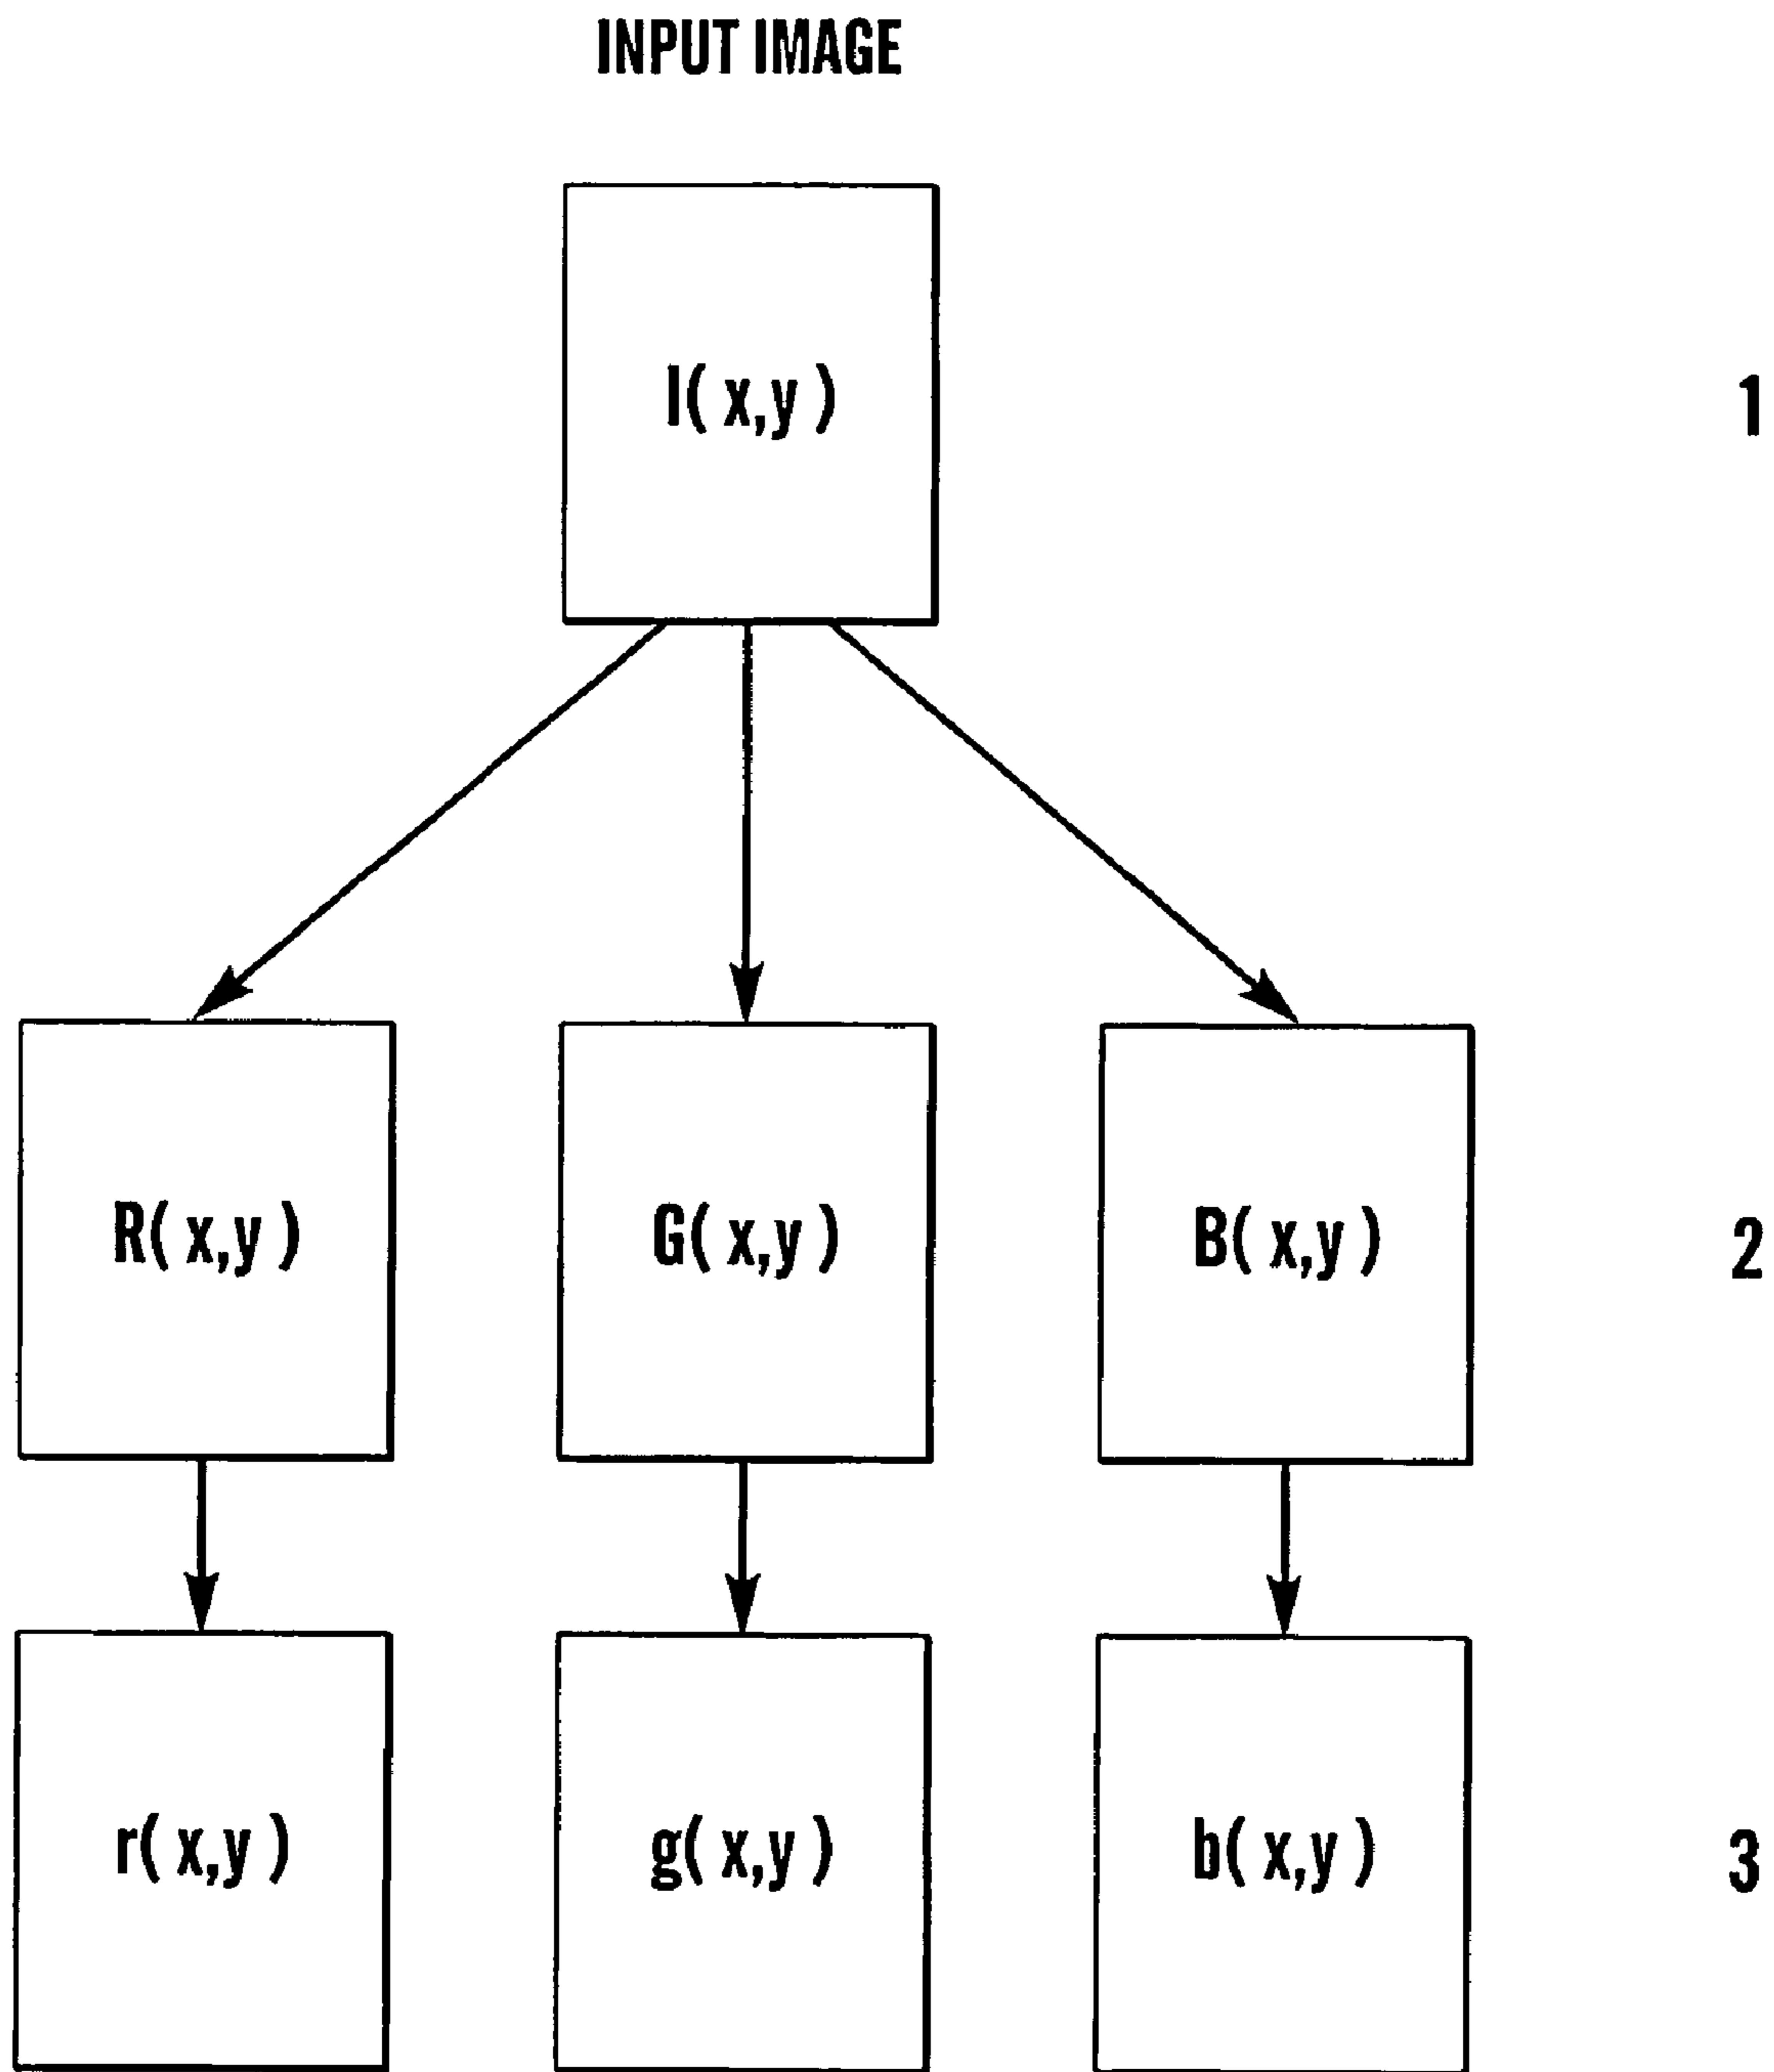 INPUT IMAGE
I( x,y )
1
R( x,y )
G( x,y )
B( x,y )
2
r( x,y )
g( x,y )
b( x,y )
3